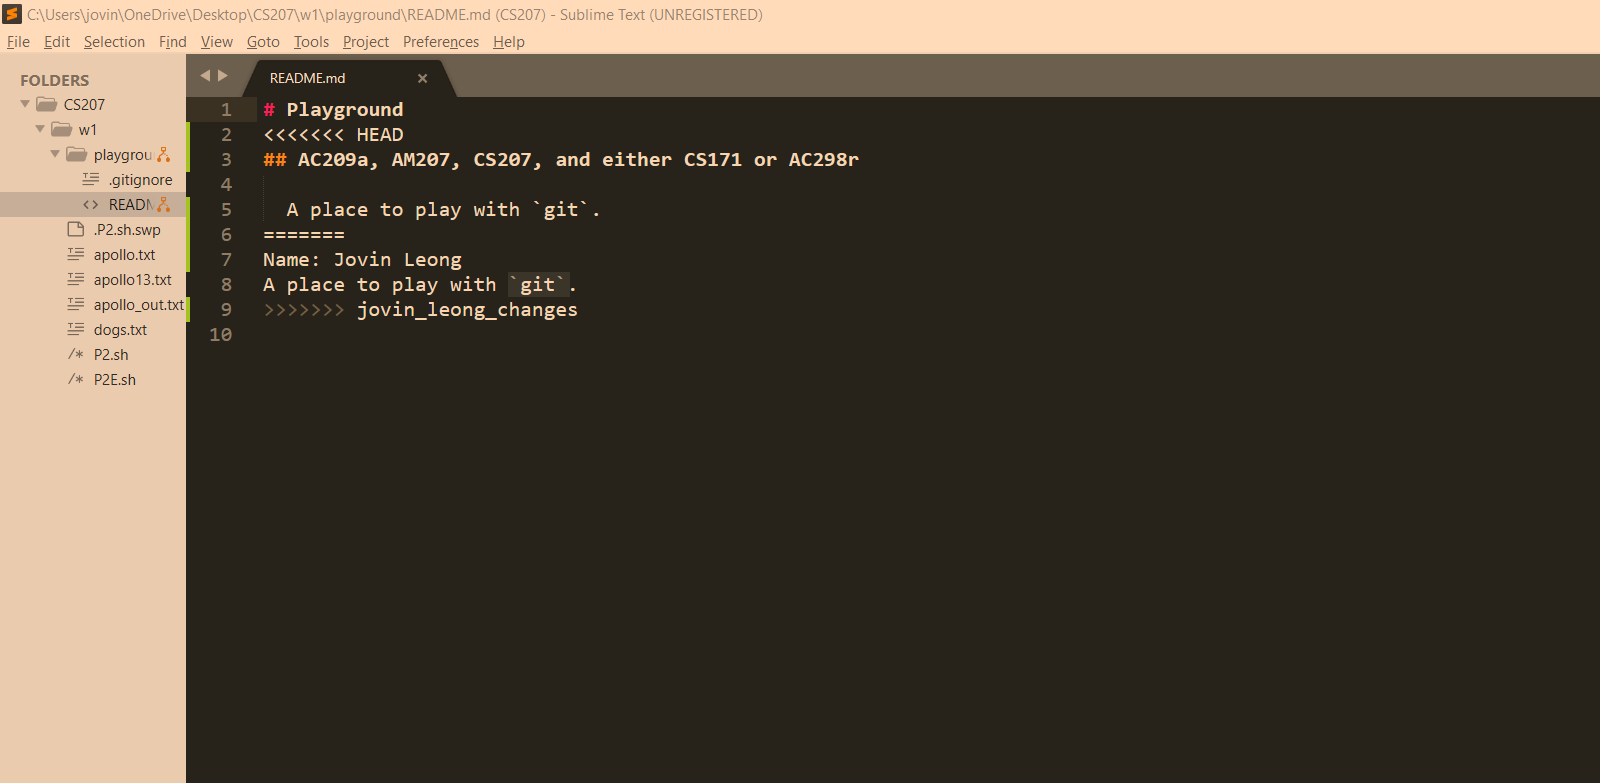 C:\Users\jovin\OneDrive\Desktop\CS207\w1\playground\README.md (CS207) - Sublime Text (UNREGISTERED)
File Edit Selection Find View Goto Tools Project Preferences Help
FOLDERS
CS207
w1
playgrou
.gitignore
READM
.P2.sh.swp
apollo.txt
apollo13.txt
apollo_out.txt
dogs.txt
/* P2.sh
/* P2E.sh
README.md ×
1 # Playground
2 <<<<<<< HEAD
3 ## AC209a, AM207, CS207, and either CS171 or AC298r
4
5 A place to play with `git`.
6 =======
7 Name: Jovin Leong
8 A place to play with `git`.
9 >>>>>>> jovin_leong_changes
10